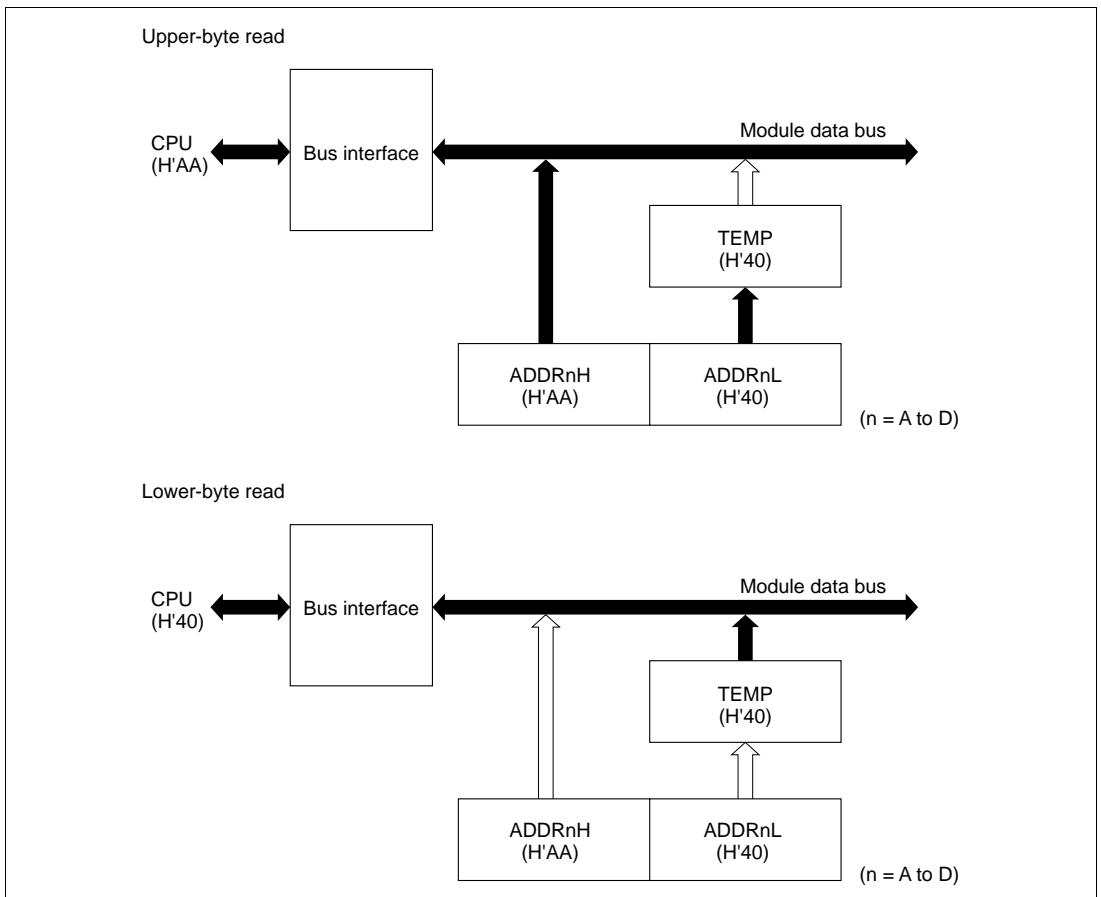 Upper-byte read
CPU
(H'AA)
Bus interface
Module data bus
TEMP
(H'40)
ADDRnH
(H'AA)
ADDRnL
(H'40)
(n = A to D)
Lower-byte read
CPU
(H'40)
Bus interface
Module data bus
TEMP
(H'40)
ADDRnH
(H'AA)
ADDRnL
(H'40)
(n = A to D)